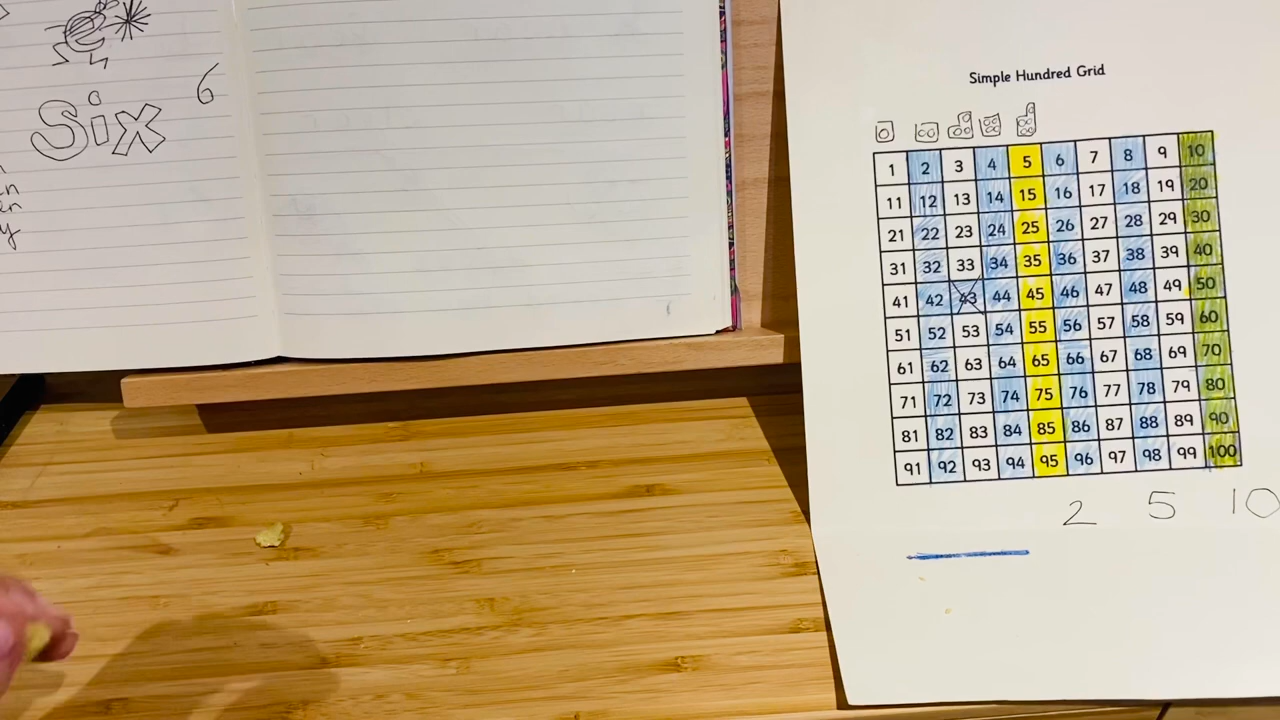 6
Six
Simple Hundred Grid
1 2 3 4 5 6 7 8 9 10
11 12 13 14 15 16 17 18 19 20
21 22 23 24 25 26 27 28 29 30
31 32 33 34 35 36 37 38 39 40
41 42 43 44 45 46 47 48 49 50
51 52 53 54 55 56 57 58 59 60
61 62 63 64 65 66 67 68 69 70
71 72 73 74 75 76 77 78 79 80
81 82 83 84 85 86 87 88 89 90
91 92 93 94 95 96 97 98 99 100
2 5 10